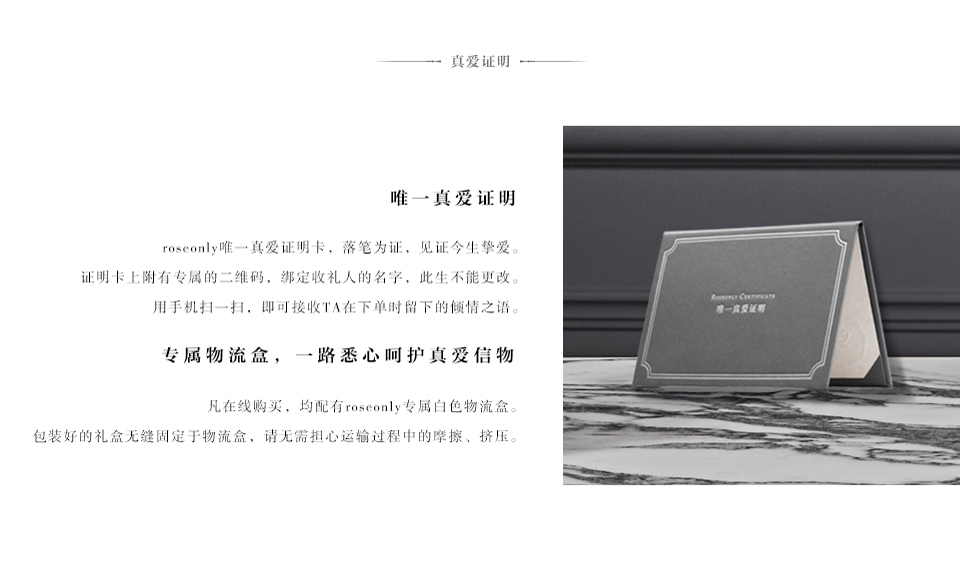 真爱证明
唯一真爱证明
roseonly唯一真爱证明卡，落笔为证，见证今生挚爱。
证明卡上附有专属的二维码，绑定收礼人的名字，此生不能更改。
用手机扫一扫，即可接收TA在下单时留下的倾情之语。
专属物流盒，一路悉心呵护真爱信物
凡在线购买，均配有roseonly专属白色物流盒。
包装好的礼盒无缝固定于物流盒，请无需担心运输过程中的摩擦、挤压。
Roseonly Certificate
唯一真爱证明